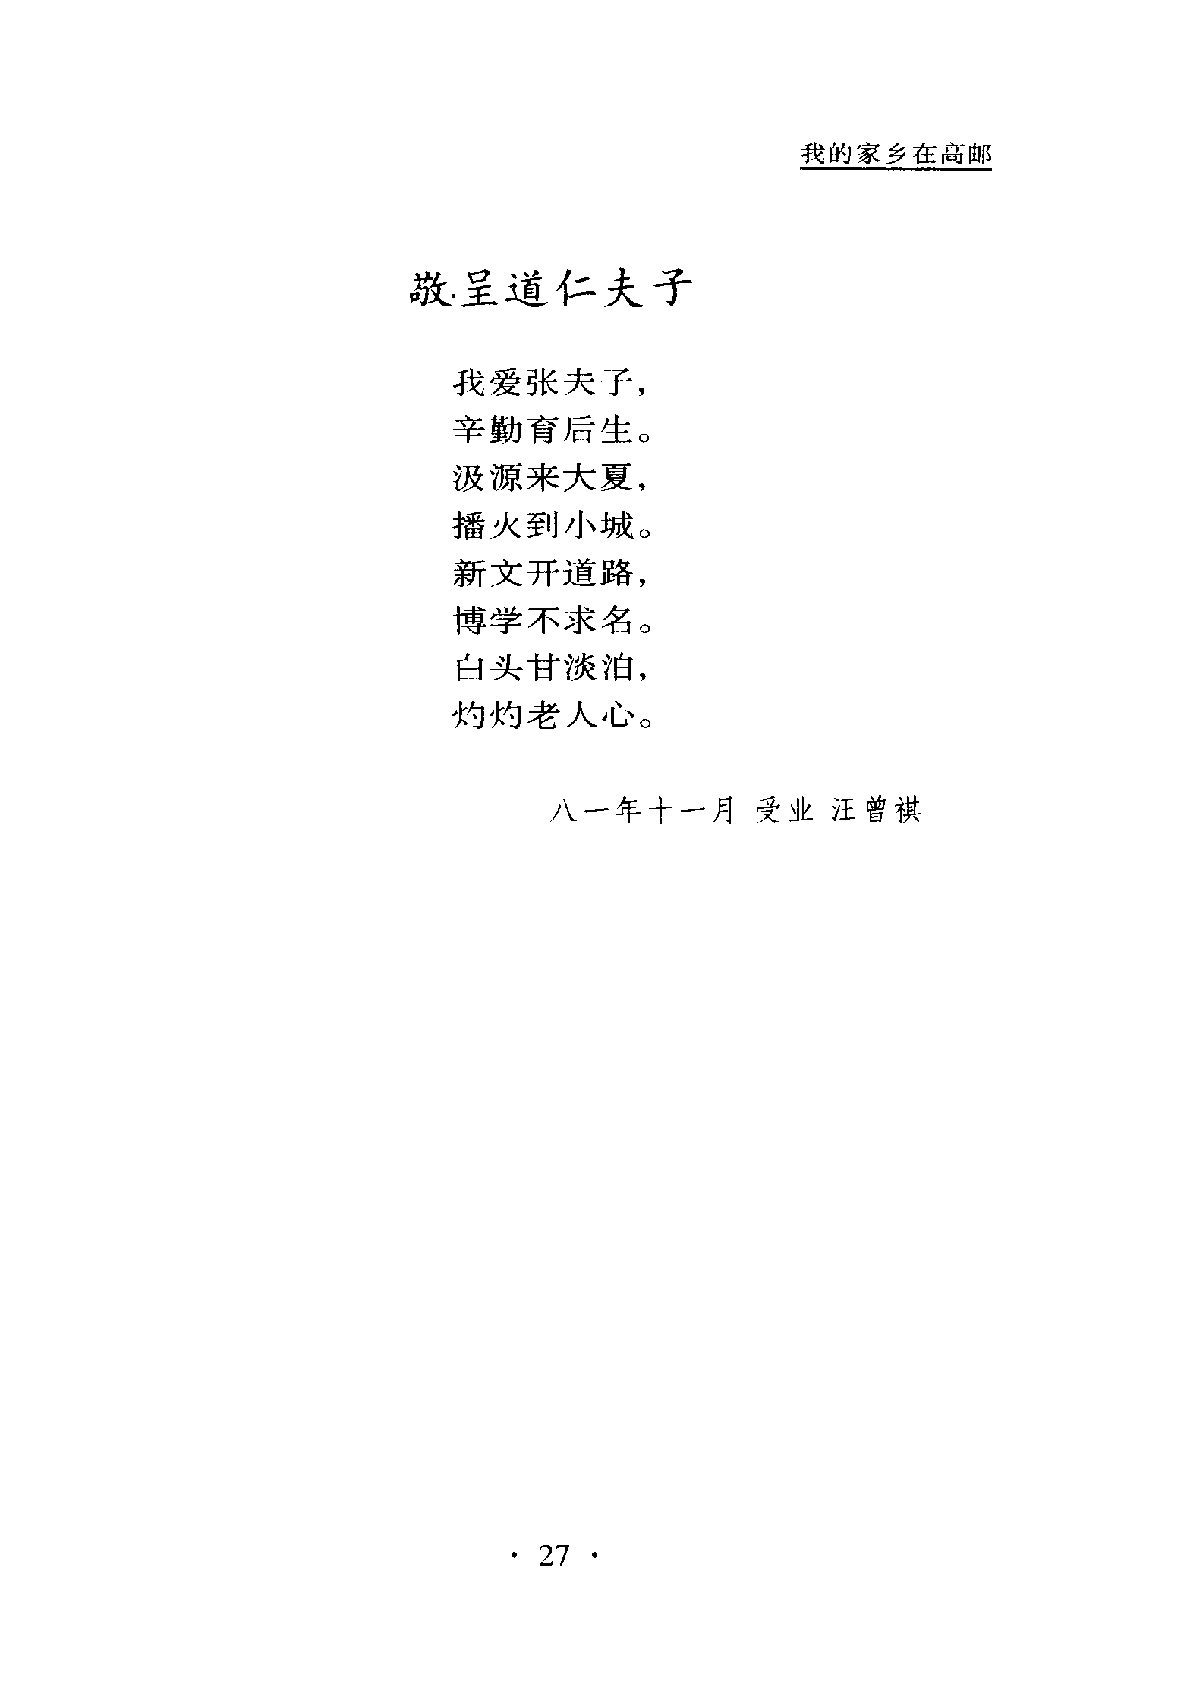 我的家乡在高邮
敬呈道仁夫子
我爱张夫子，
辛勤育后生。
汲源来大夏，
播火到小城。
新文开道路，
博学不求名。
白头甘淡泊，
灼灼老人心。
八一年十一月 受业 汪曾祺
· 27 ·